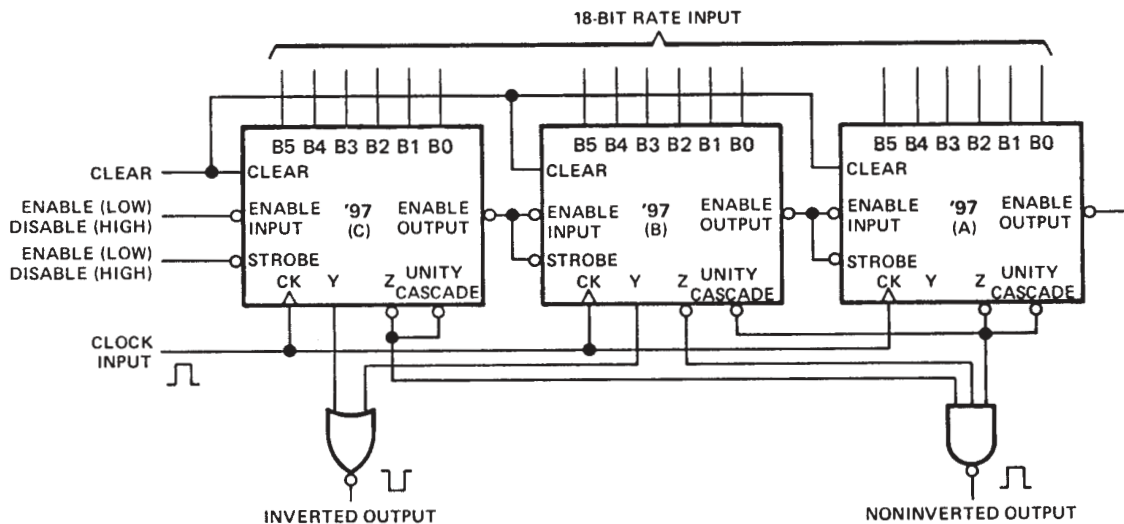 18-BIT RATE INPUT
B5 B4 B3 B2 B1 B0
B5 B4 B3 B2 B1 B0
B5 B4 B3 B2 B1 B0
CLEAR
CLEAR
CLEAR
CLEAR
ENABLE (LOW)
DISABLE (HIGH)
ENABLE
INPUT
'97
(C)
ENABLE
OUTPUT
ENABLE
INPUT
'97
(B)
ENABLE
OUTPUT
ENABLE
INPUT
'97
(A)
ENABLE
OUTPUT
ENABLE (LOW)
DISABLE (HIGH)
STROBE
CK Y Z UNITY
CASCADE
STROBE
CK Y Z UNITY
CASCADE
STROBE
CK Y Z UNITY
CASCADE
CLOCK
INPUT
INVERTED OUTPUT
NONINVERTED OUTPUT